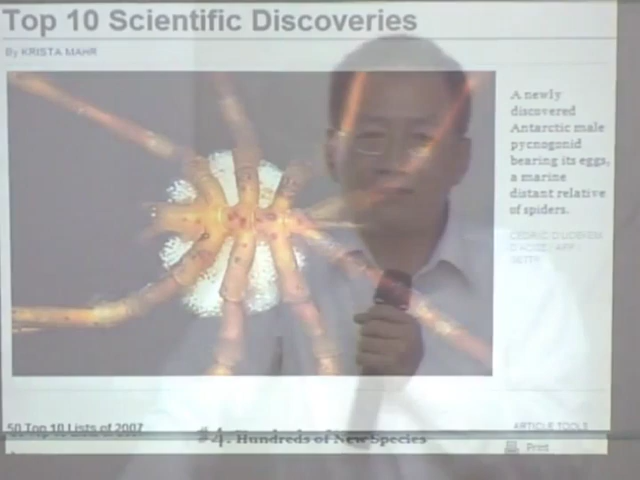 Top 10 Scientific Discoveries
By KRISTA MAHR
A newly
discovered
Antarctic male
pycnogonid
bearing its eggs,
a marine
distant relative
of spiders.
50 Top 10 Lists of 2007
ARTICLE TOOLS
#4. Hundreds of New Species
Print